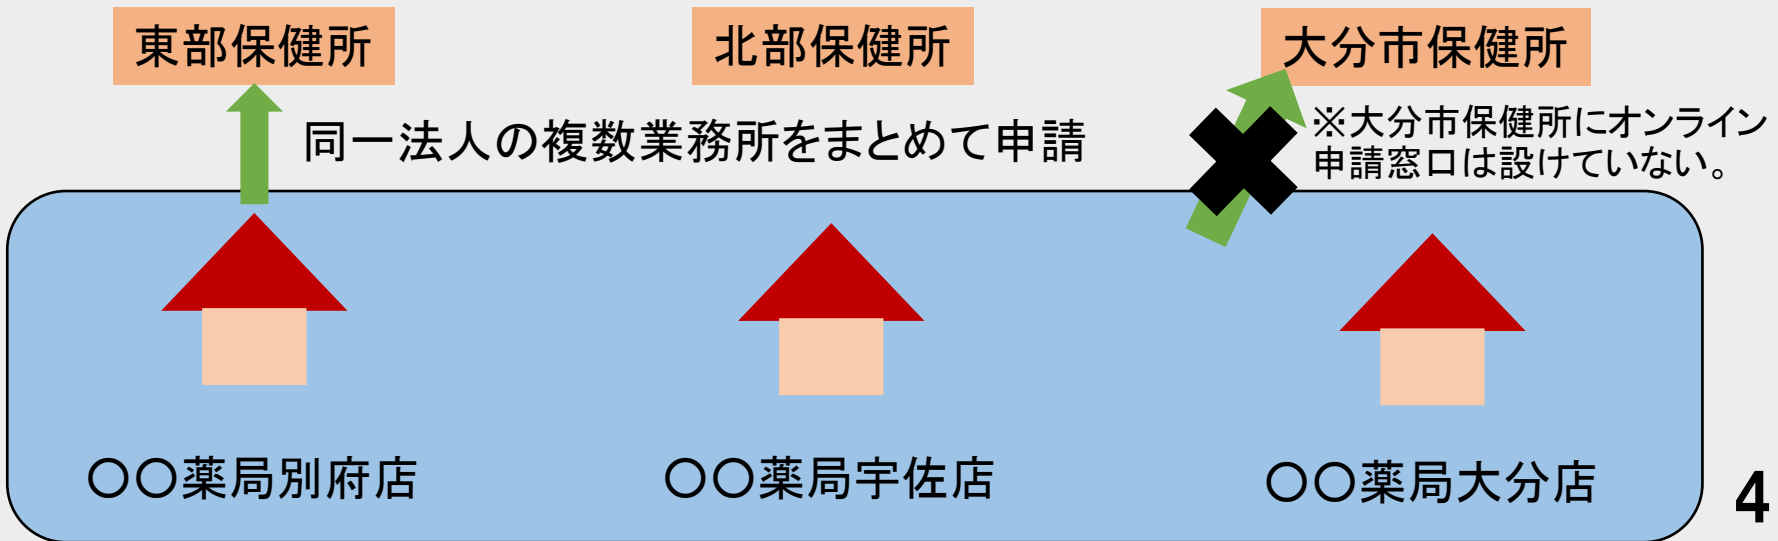 東部保健所
北部保健所
大分市保健所
同一法人の複数業務所をまとめて申請
※大分市保健所にオンライン
申請窓口は設けていない。
〇〇薬局別府店
〇〇薬局宇佐店
〇〇薬局大分店
4